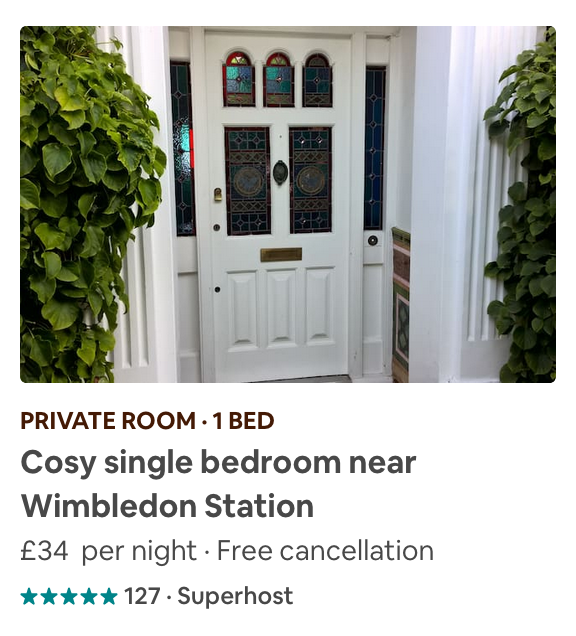 PRIVATE ROOM · 1 BED
Cosy single bedroom near
Wimbledon Station
£34 per night · Free cancellation
★★★★★ 127 · Superhost